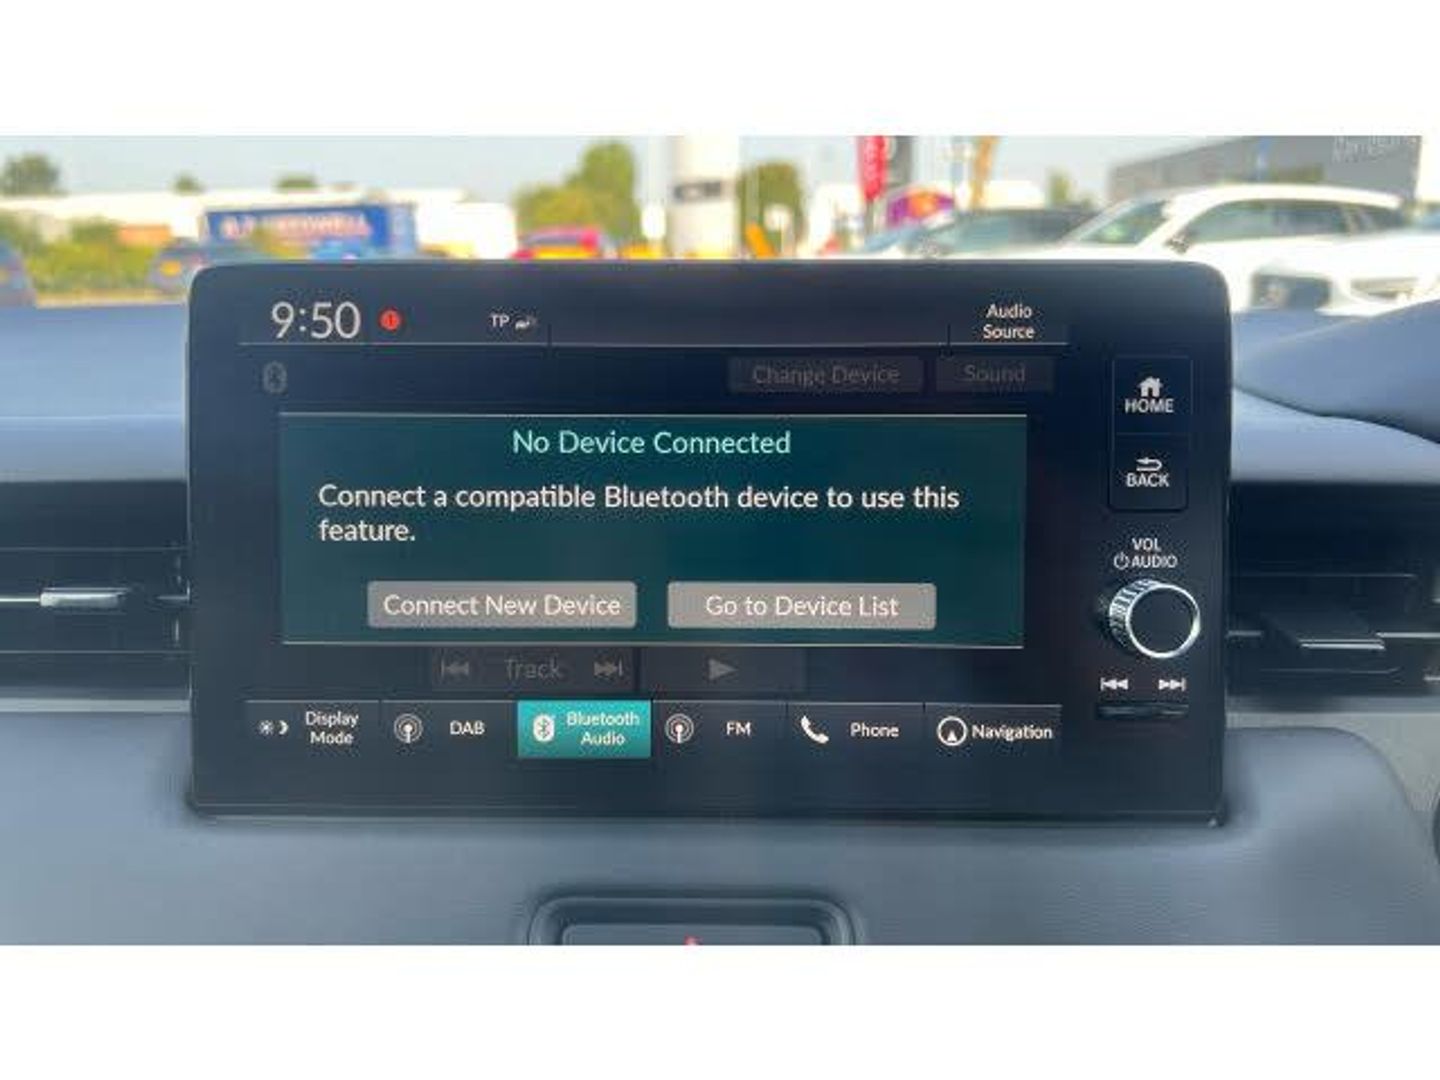 9:50
TP
Audio
Source
Change Device
Sound
No Device Connected
Connect a compatible Bluetooth device to use this
feature.
Connect New Device
Go to Device List
Track
Display
Mode
DAB
Bluetooth
Audio
FM
Phone
Navigation
HOME
BACK
VOL
AUDIO